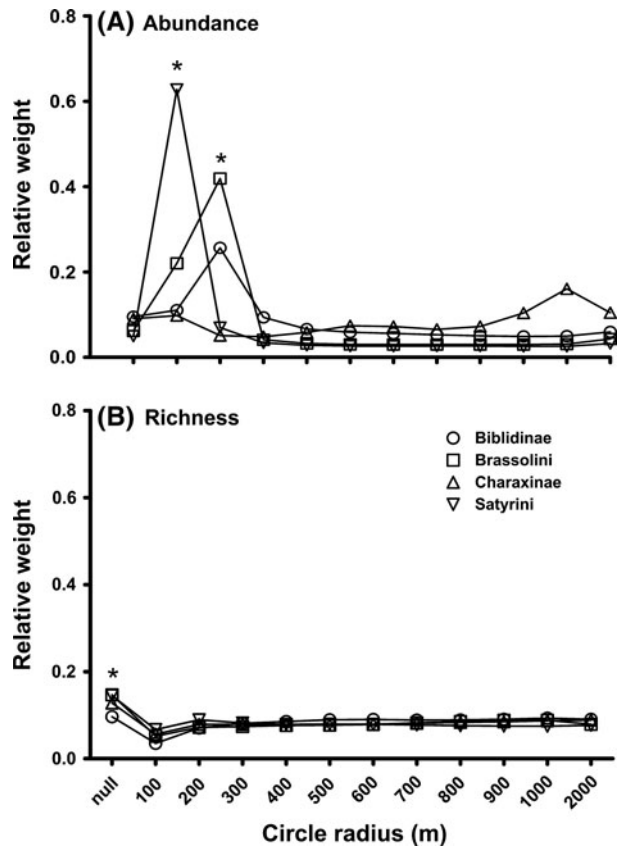 (A) Abundance
*
*
0.8
0.6
0.4
0.2
0.0
Relative weight
(B) Richness
*
0.8
0.6
0.4
0.2
0.0
Relative weight
Biblidinae
Brassolini
Charaxinae
Satyrini
null 100 200 300 400 500 600 700 800 900 1000 2000
Circle radius (m)